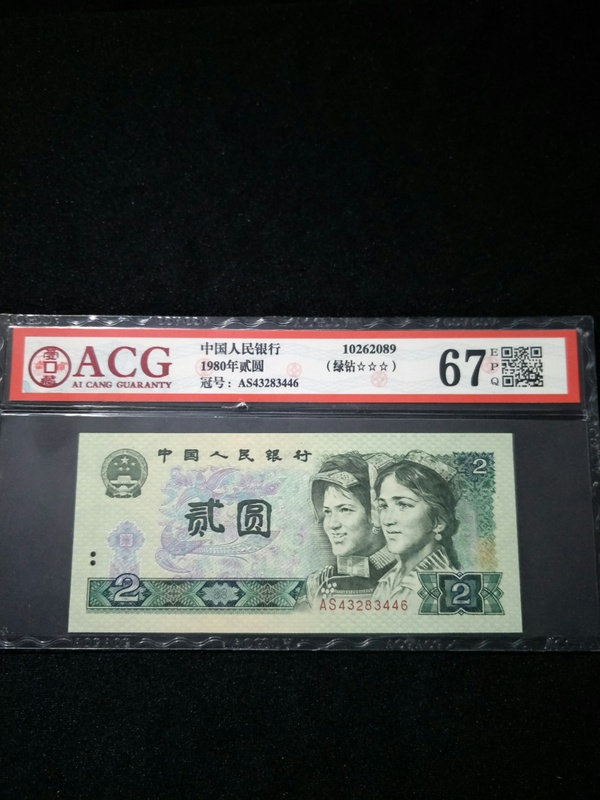 ACG
AI CANG GUARANTY
中国人民银行
10262089
1980年贰圆
(绿钻☆☆☆)
冠号: AS43283446
67
EPQ
中国人民银行
2
贰圆
2
AS43283446
2